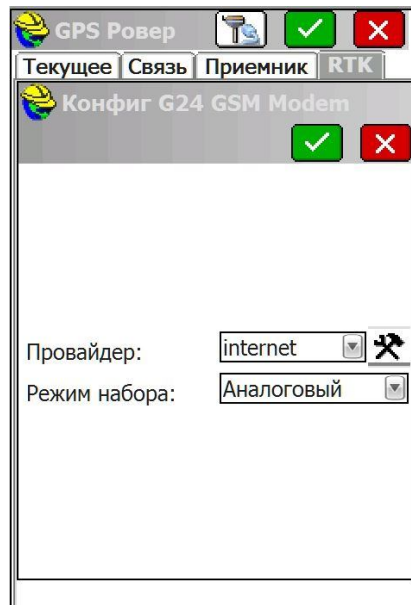 GPS Ровер
Текущее Связь Приемник RTK
Конфиг G24 GSM Modem
Провайдер: internet
Режим набора: Аналоговый